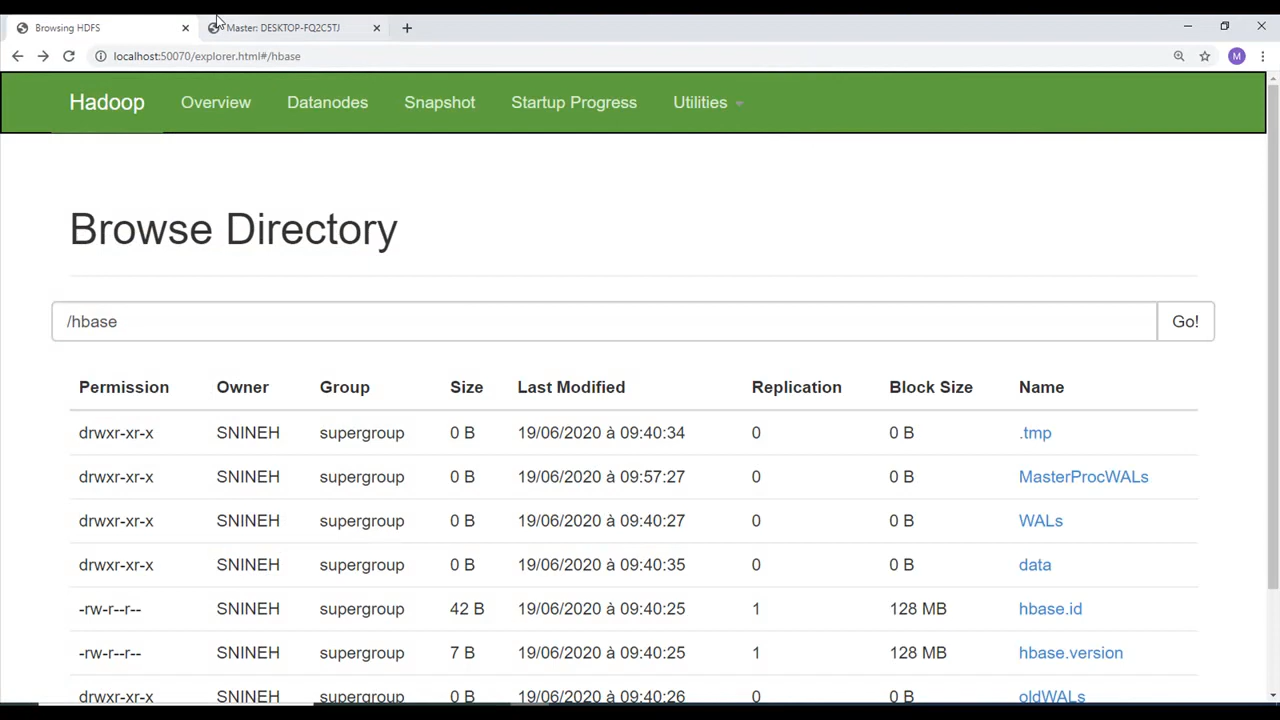 Browsing HDFS
Master: DESKTOP-FQ2C5TJ
localhost:50070/explorer.html#/hbase
M
Hadoop Overview Datanodes Snapshot Startup Progress Utilities
Browse Directory
/hbase Go!
Permission Owner Group Size Last Modified Replication Block Size Name
drwxr-xr-x SNINEH supergroup 0 B 19/06/2020 à 09:40:34 0 0 B .tmp
drwxr-xr-x SNINEH supergroup 0 B 19/06/2020 à 09:57:27 0 0 B MasterProcWALs
drwxr-xr-x SNINEH supergroup 0 B 19/06/2020 à 09:40:27 0 0 B WALs
drwxr-xr-x SNINEH supergroup 0 B 19/06/2020 à 09:40:35 0 0 B data
-rw-r--r-- SNINEH supergroup 42 B 19/06/2020 à 09:40:25 1 128 MB hbase.id
-rw-r--r-- SNINEH supergroup 7 B 19/06/2020 à 09:40:25 1 128 MB hbase.version
drwxr-xr-x SNINEH supergroup 0 B 19/06/2020 à 09:40:26 0 0 B oldWALs